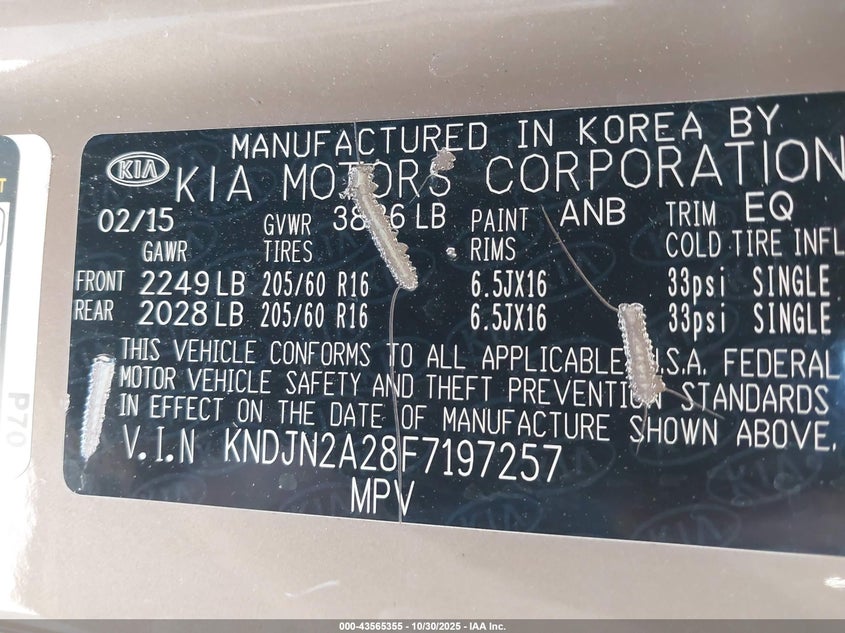 MANUFACTURED IN KOREA BY
KIA KIA MOTORS CORPORATION
02/15 GVWR LB PAINT ANB TRIM EQ
GAWR TIRES RIMS COLD TIRE INFL
FRONT 2249 LB 205/60 R16 6.5JX16 33psi SINGLE
REAR 2028 LB 205/60 R16 6.5JX16 33psi SINGLE
THIS VEHICLE CONFORMS TO ALL APPLICABLE U.S.A. FEDERAL
MOTOR VEHICLE SAFETY AND THEFT PREVENTION STANDARDS
IN EFFECT ON THE DATE OF MANUFACTURE SHOWN ABOVE.
V.I.N KNDJN2A28F7197257
MPV
P70
000-43565355 - 10/30/2025 - IAA Inc.